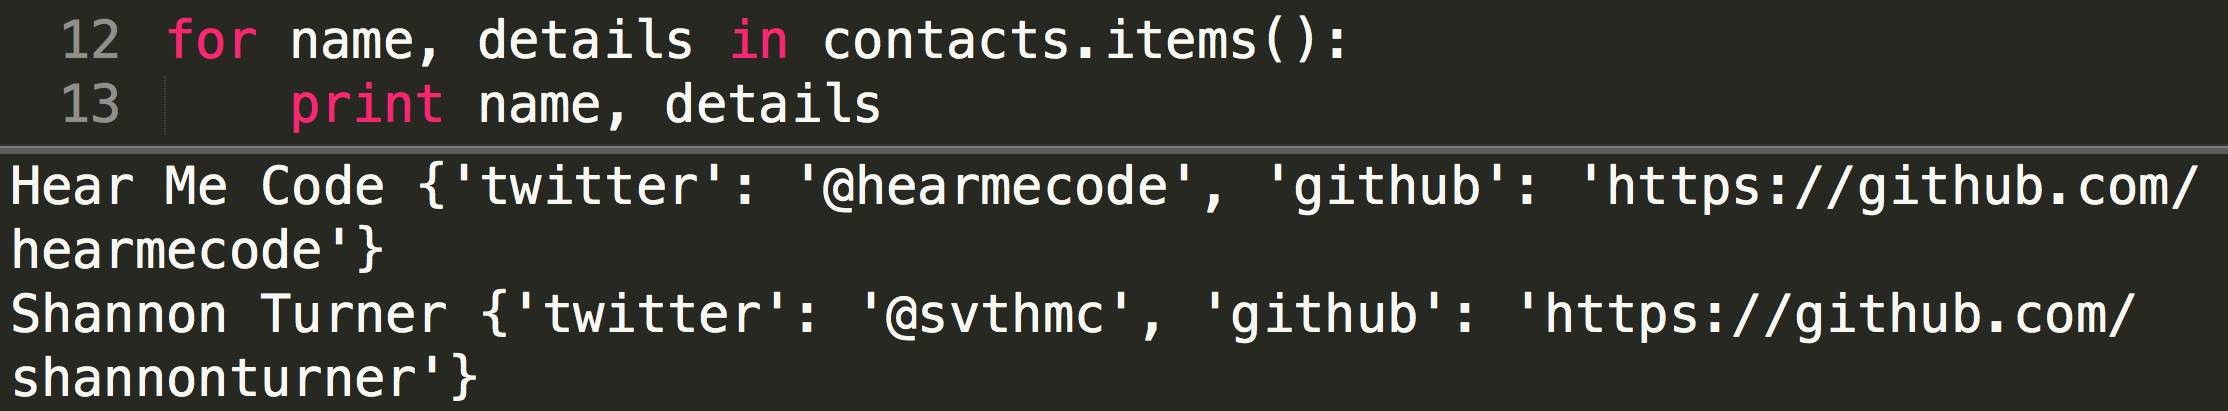 12 for name, details in contacts.items():
13     print name, details
Hear Me Code {'twitter': '@hearmecode', 'github': 'https://github.com/
hearmecode'}
Shannon Turner {'twitter': '@svthmc', 'github': 'https://github.com/
shannonturner'}